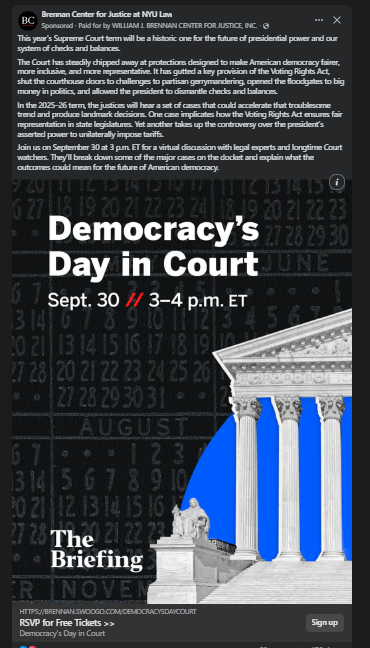 BC
Brennan Center for Justice at NYU Law
Sponsored · Paid for by WILLIAM J. BRENNAN CENTER FOR JUSTICE, INC. ·
This year's Supreme Court term will be a historic one for the future of presidential power and our
system of checks and balances.
The Court has steadily chipped away at protections designed to make American democracy fairer,
more inclusive, and more representative. It has gutted a key provision of the Voting Rights Act,
shut the courthouse doors to challenges to partisan gerrymandering, opened the floodgates to big
money in politics, and allowed the president to dismantle checks and balances.
In the 2025–26 term, the justices will hear a set of cases that could accelerate that troublesome
trend and produce landmark decisions. One case implicates how the Voting Rights Act ensures fair
representation in state legislatures. Yet another takes up the controversy over the president's
asserted power to unilaterally impose tariffs.
Join us on September 30 at 3 p.m. ET for a virtual discussion with legal experts and longtime Court
watchers. They'll break down some of the major cases on the docket and explain what the
outcomes could mean for the future of American democracy.
Democracy's
Day in Court
Sept. 30 // 3–4 p.m. ET
JUNE
AUGUST
The
Briefing
NOVEM
HTTPS://BRENNAN.SWOOGO.COM/DEMOCRACYSDAYCOURT
RSVP for Free Tickets >>
Sign up
Democracy's Day in Court